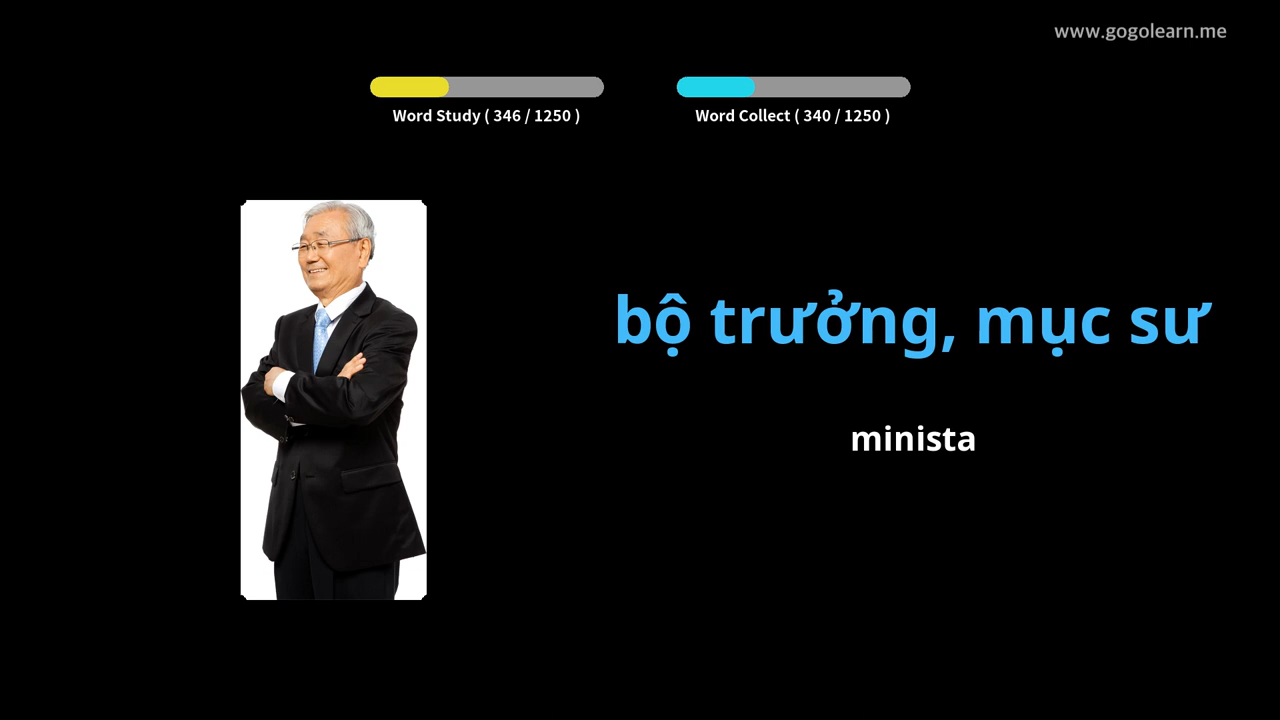 www.gogolearn.me
Word Study ( 346 / 1250 )
Word Collect ( 340 / 1250 )
bộ trưởng, mục sư
minista